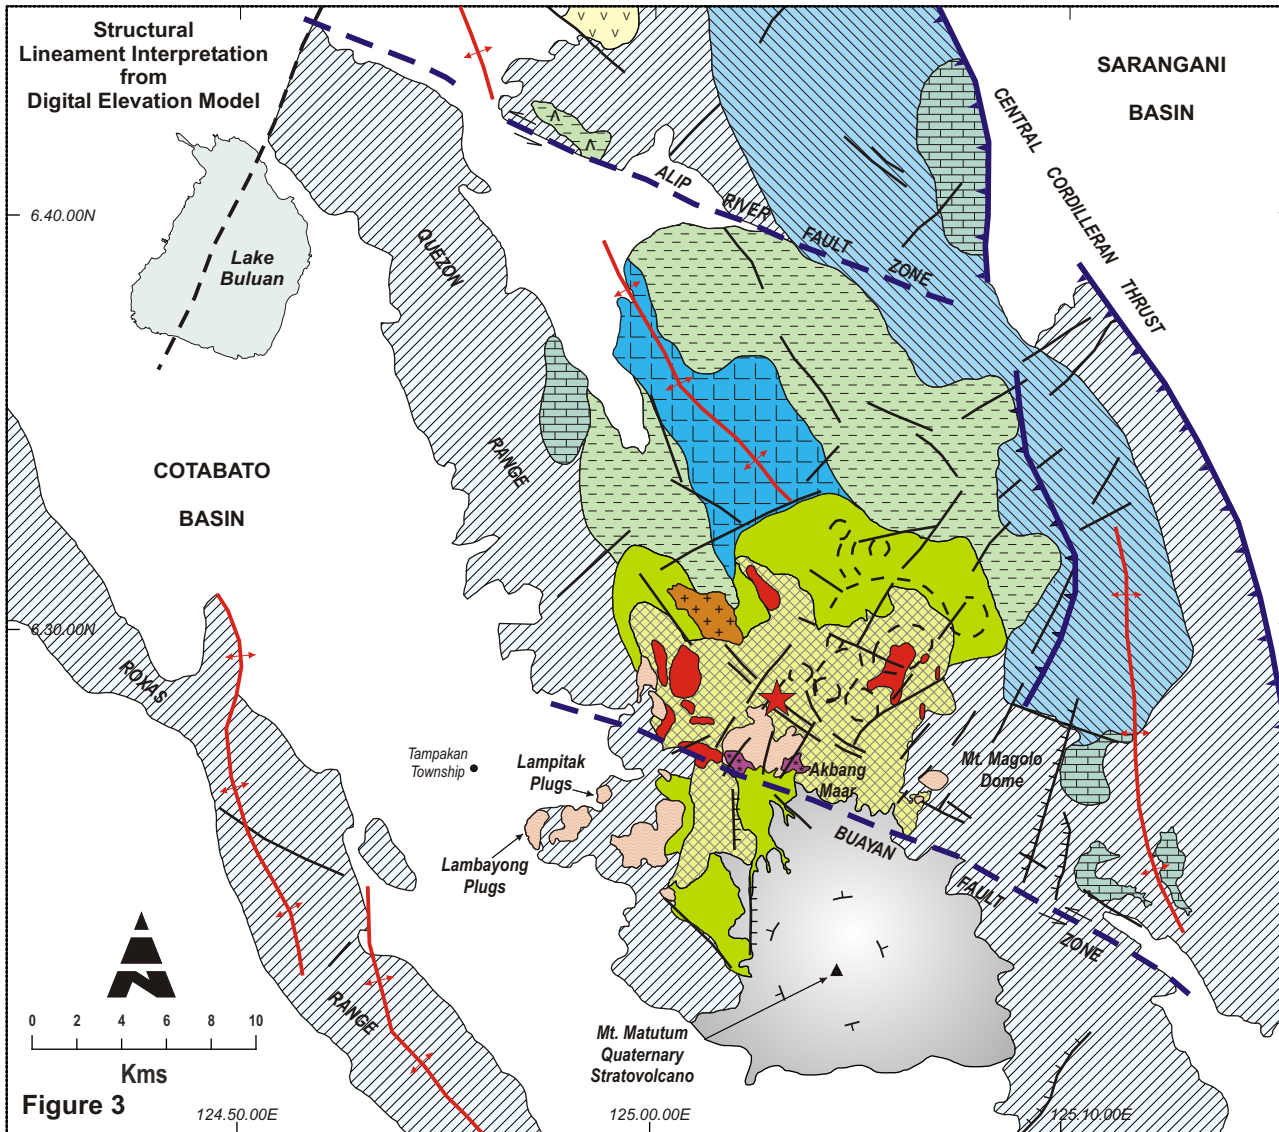 Structural
Lineament Interpretation
from
Digital Elevation Model
SARANGANI
BASIN
CENTRAL CORDILLERAN THRUST
ALIP RIVER FAULT ZONE
6.40.00N
Lake
Buluan
QUEZON
RANGE
COTABATO
BASIN
6.30.00N
ROXAS
RANGE
Tampakan
Township
Lampitak
Plugs
Lambayong
Plugs
Akbang
Maar
Mt. Magolo
Dome
BUAYAN FAULT ZONE
N
0 2 4 6 8 10
Kms
Mt. Matutum
Quaternary
Stratovolcano
Figure 3
124.50.00E
125.00.00E
125.10.00E